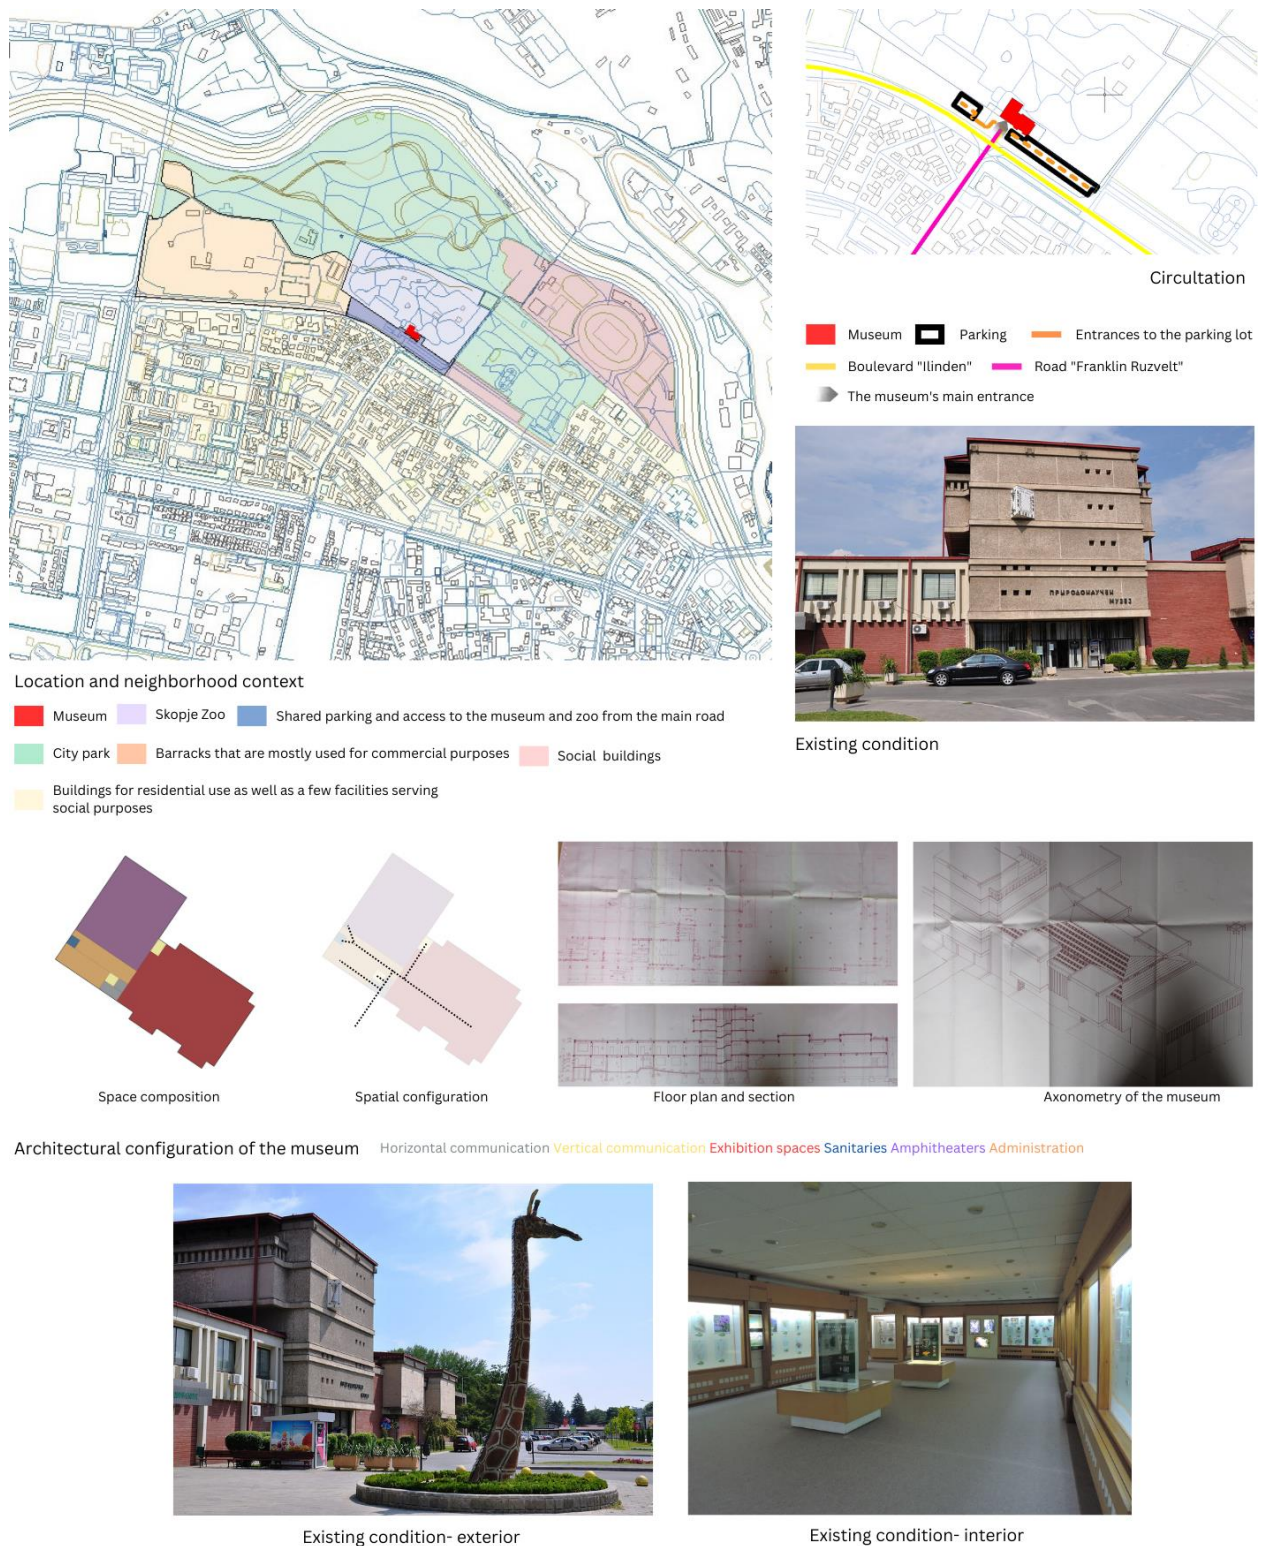 Circultation
Museum
Parking
Entrances to the parking lot
Boulevard "Ilinden"
Road "Franklin Ruzvelt"
The museum's main entrance
ПРИРОДОНАУЧЕН
МУЗЕЈ
Existing condition
Location and neighborhood context
Museum
Skopje Zoo
Shared parking and access to the museum and zoo from the main road
City park
Barracks that are mostly used for commercial purposes
Social buildings
Buildings for residential use as well as a few facilities serving
social purposes
Space composition
Spatial configuration
Floor plan and section
Axonometry of the museum
Architectural configuration of the museum
Horizontal communication Vertical communication Exhibition spaces Sanitaries Amphitheaters Administration
Existing condition- exterior
Existing condition- interior